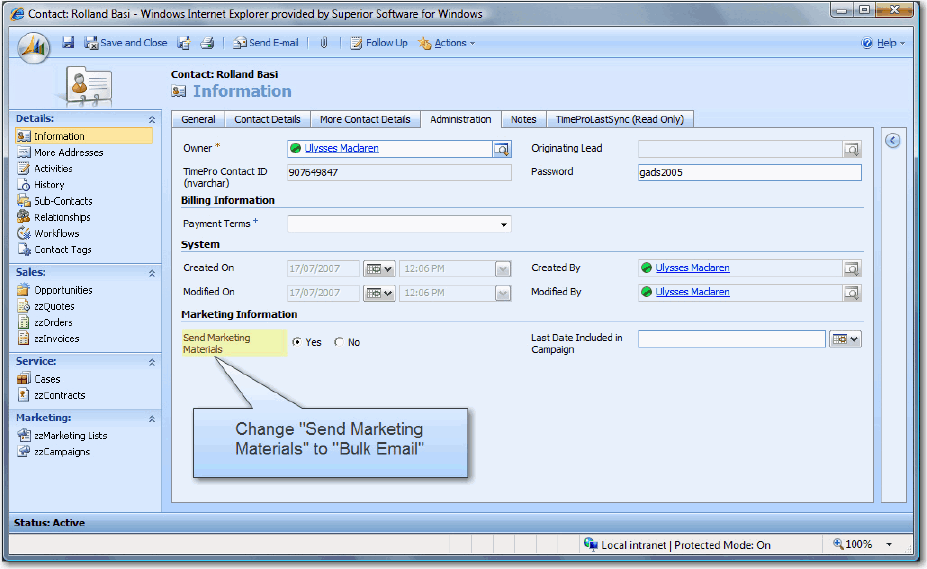 Contact: Rolland Basi - Windows Internet Explorer provided by Superior Software for Windows
Save and Close
Send E-mail
Follow Up
Actions
Help
Contact: Rolland Basi
Information
Details:
Information
More Addresses
Activities
History
Sub-Contacts
Relationships
Workflows
Contact Tags
Sales:
Opportunities
zzQuotes
zzOrders
zzInvoices
Service:
Cases
zzContracts
Marketing:
zzMarketing Lists
zzCampaigns
General
Contact Details
More Contact Details
Administration
Notes
TimeProLastSync (Read Only)
Owner *
Ulysses Maclaren
Originating Lead
TimePro Contact ID
(nvarchar)
907649847
Password
gads2005
Billing Information
Payment Terms +
System
Created On
17/07/2007
12:06 PM
Created By
Ulysses Maclaren
Modified On
17/07/2007
12:06 PM
Modified By
Ulysses Maclaren
Marketing Information
Send Marketing
Materials
Yes
No
Last Date Included in
Campaign
Change "Send Marketing
Materials" to "Bulk Email"
Status: Active
Local intranet | Protected Mode: On
100%